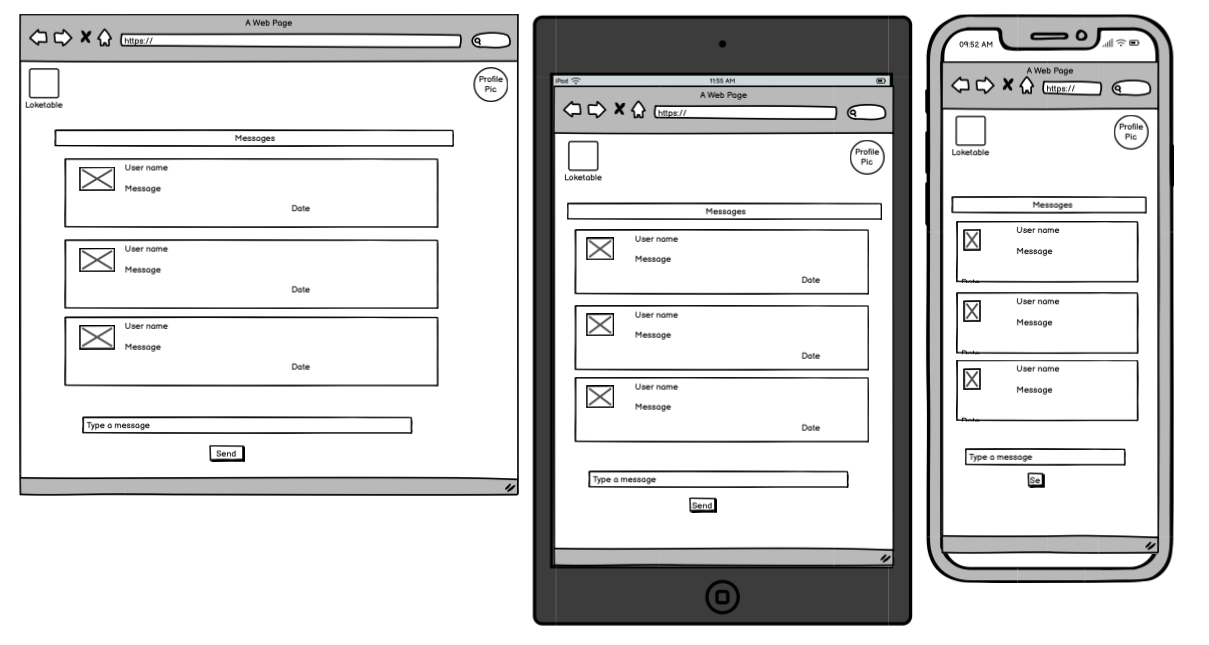 A Web Page
https://
Profile
Pic
Loketable
Messages
User name
Message
Date
User name
Message
Date
User name
Message
Date
Type a message
Send
iPod
11:55 AM
A Web Page
https://
Profile
Pic
Loketable
Messages
User name
Message
Date
User name
Message
Date
User name
Message
Date
Type a message
Send
09:52 AM
A Web Page
https://
Profile
Pic
Loketable
Messages
User name
Message
Date
User name
Message
Date
User name
Message
Date
Type a message
Se